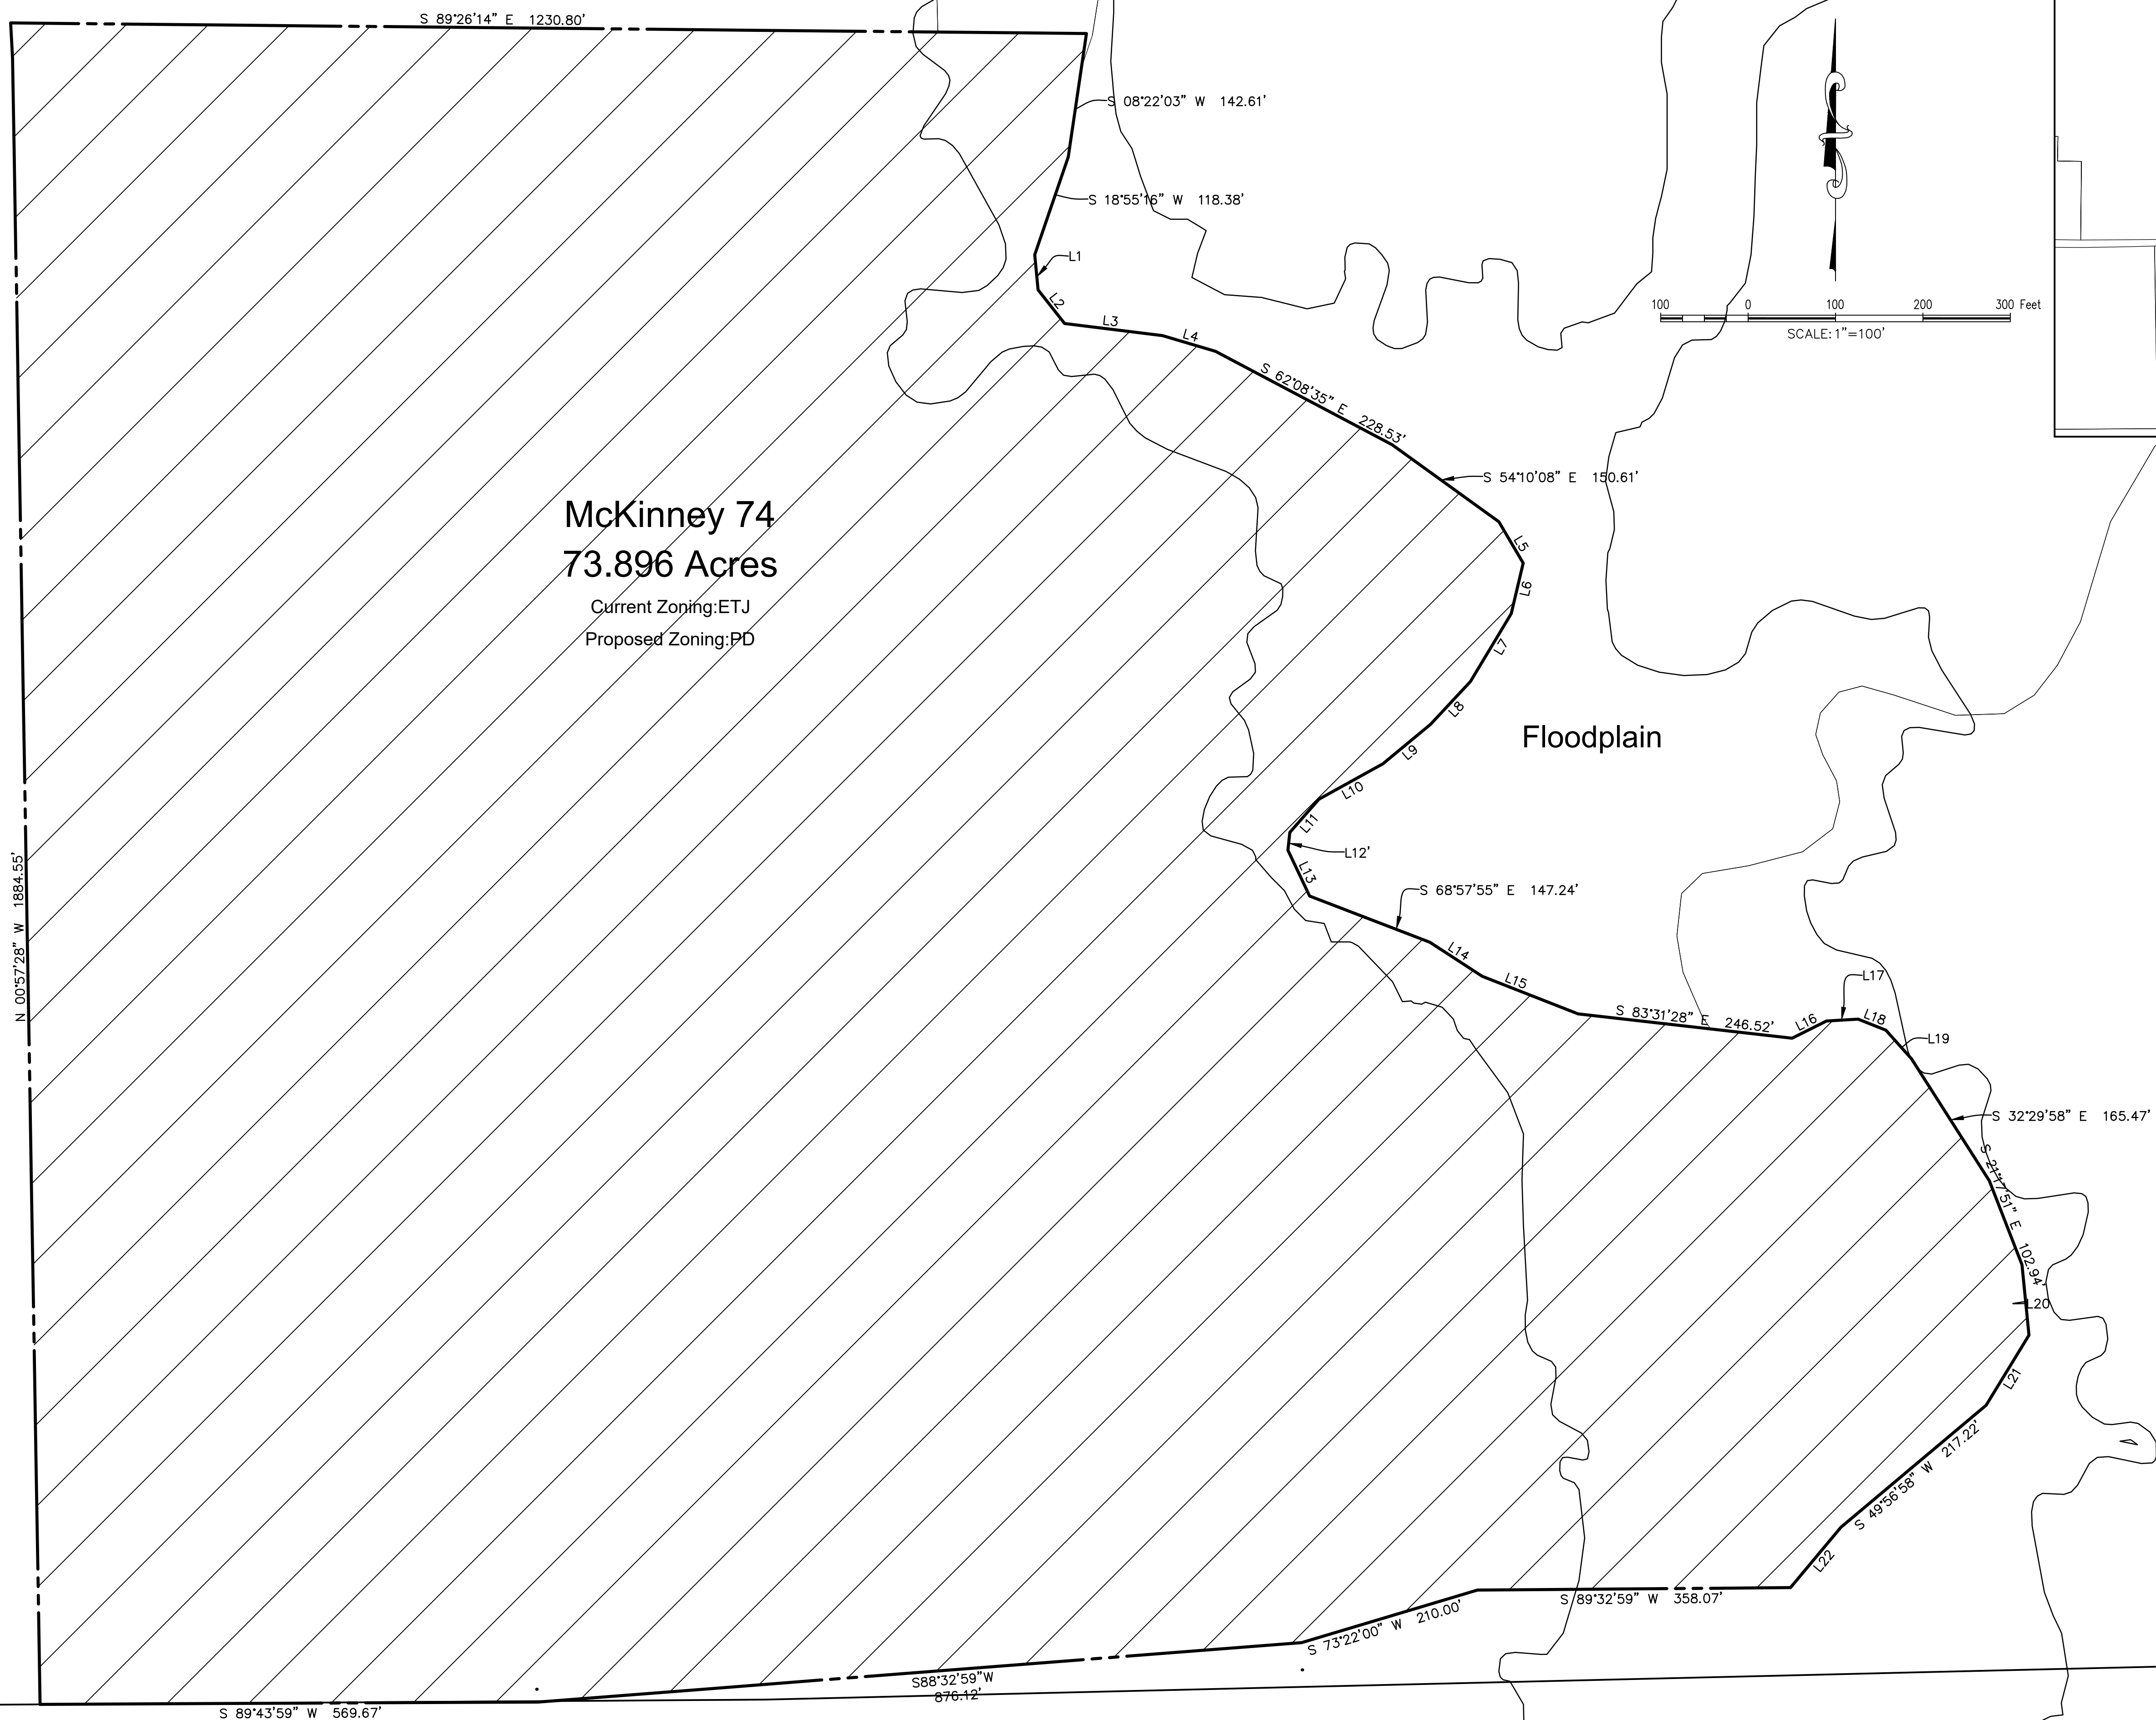 S 89°26'14" E 1230.80'
S 08°22'03" W 142.61'
S 18°55'16" W 118.38'
L1
L2
L3
L4
100 0 100 200 300 Feet
SCALE: 1"=100'
S 62°08'35" E 228.53'
S 54°10'08" E 150.61'
McKinney 74
73.896 Acres
Current Zoning:ETJ
Proposed Zoning:PD
L5
L6
L7
L8
L9
L10
Floodplain
L11
L12'
L13
S 68°57'55" E 147.24'
N 00°57'28" W 1884.55'
L14
L15
S 83°31'28" E 246.52'
L16
L17
L18
L19
S 32°29'58" E 165.47'
S 21°17'51" E 102.94'
L20
L21
S 49°56'58" W 217.22'
L22
S 89°32'59" W 358.07'
S 73°22'00" W 210.00'
S88°32'59"W
876.12'
S 89°43'59" W 569.67'